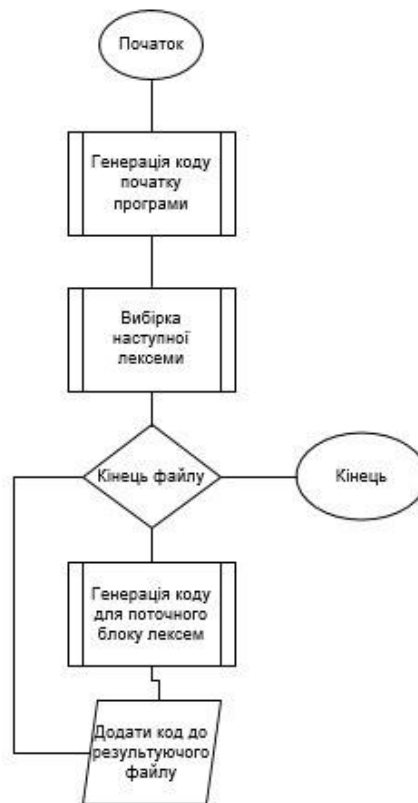 Початок
Генерація коду
початку
програми
Вибірка
наступної
лексеми
Кінець файлу
Кінець
Генерація коду
для поточного
блоку лексем
Додати код до
результуючого
файлу